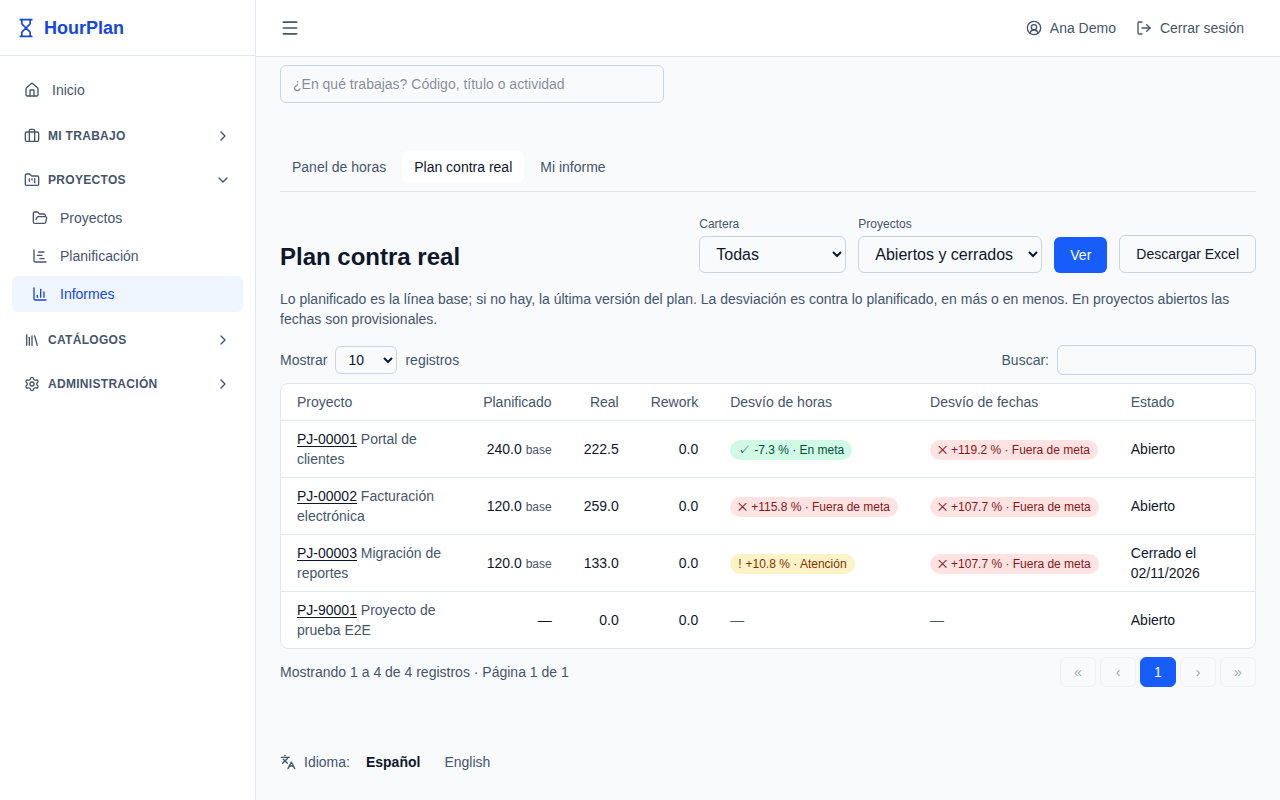 HourPlan
Ana Demo
Cerrar sesión
Inicio
MI TRABAJO
PROYECTOS
Proyectos
Planificación
Informes
CATÁLOGOS
ADMINISTRACIÓN
¿En qué trabajas? Código, título o actividad
Panel de horas
Plan contra real
Mi informe
Plan contra real
Cartera
Todas
Proyectos
Abiertos y cerrados
Ver
Descargar Excel
Lo planificado es la línea base; si no hay, la última versión del plan. La desviación es contra lo planificado, en más o en menos. En proyectos abiertos las
fechas son provisionales.
Mostrar 10 registros
Buscar:
Proyecto Planificado Real Rework Desvío de horas Desvío de fechas Estado
PJ-00001 Portal de
clientes
240.0 base 222.5 0.0 ✓ -7.3 % · En meta ✕ +119.2 % · Fuera de meta Abierto
PJ-00002 Facturación
electrónica
120.0 base 259.0 0.0 ✕ +115.8 % · Fuera de meta ✕ +107.7 % · Fuera de meta Abierto
PJ-00003 Migración de
reportes
120.0 base 133.0 0.0 ! +10.8 % · Atención ✕ +107.7 % · Fuera de meta
Cerrado el
02/11/2026
PJ-90001 Proyecto de
prueba E2E
— 0.0 0.0 — — Abierto
Mostrando 1 a 4 de 4 registros · Página 1 de 1
« ‹ 1 › »
Idioma: Español English